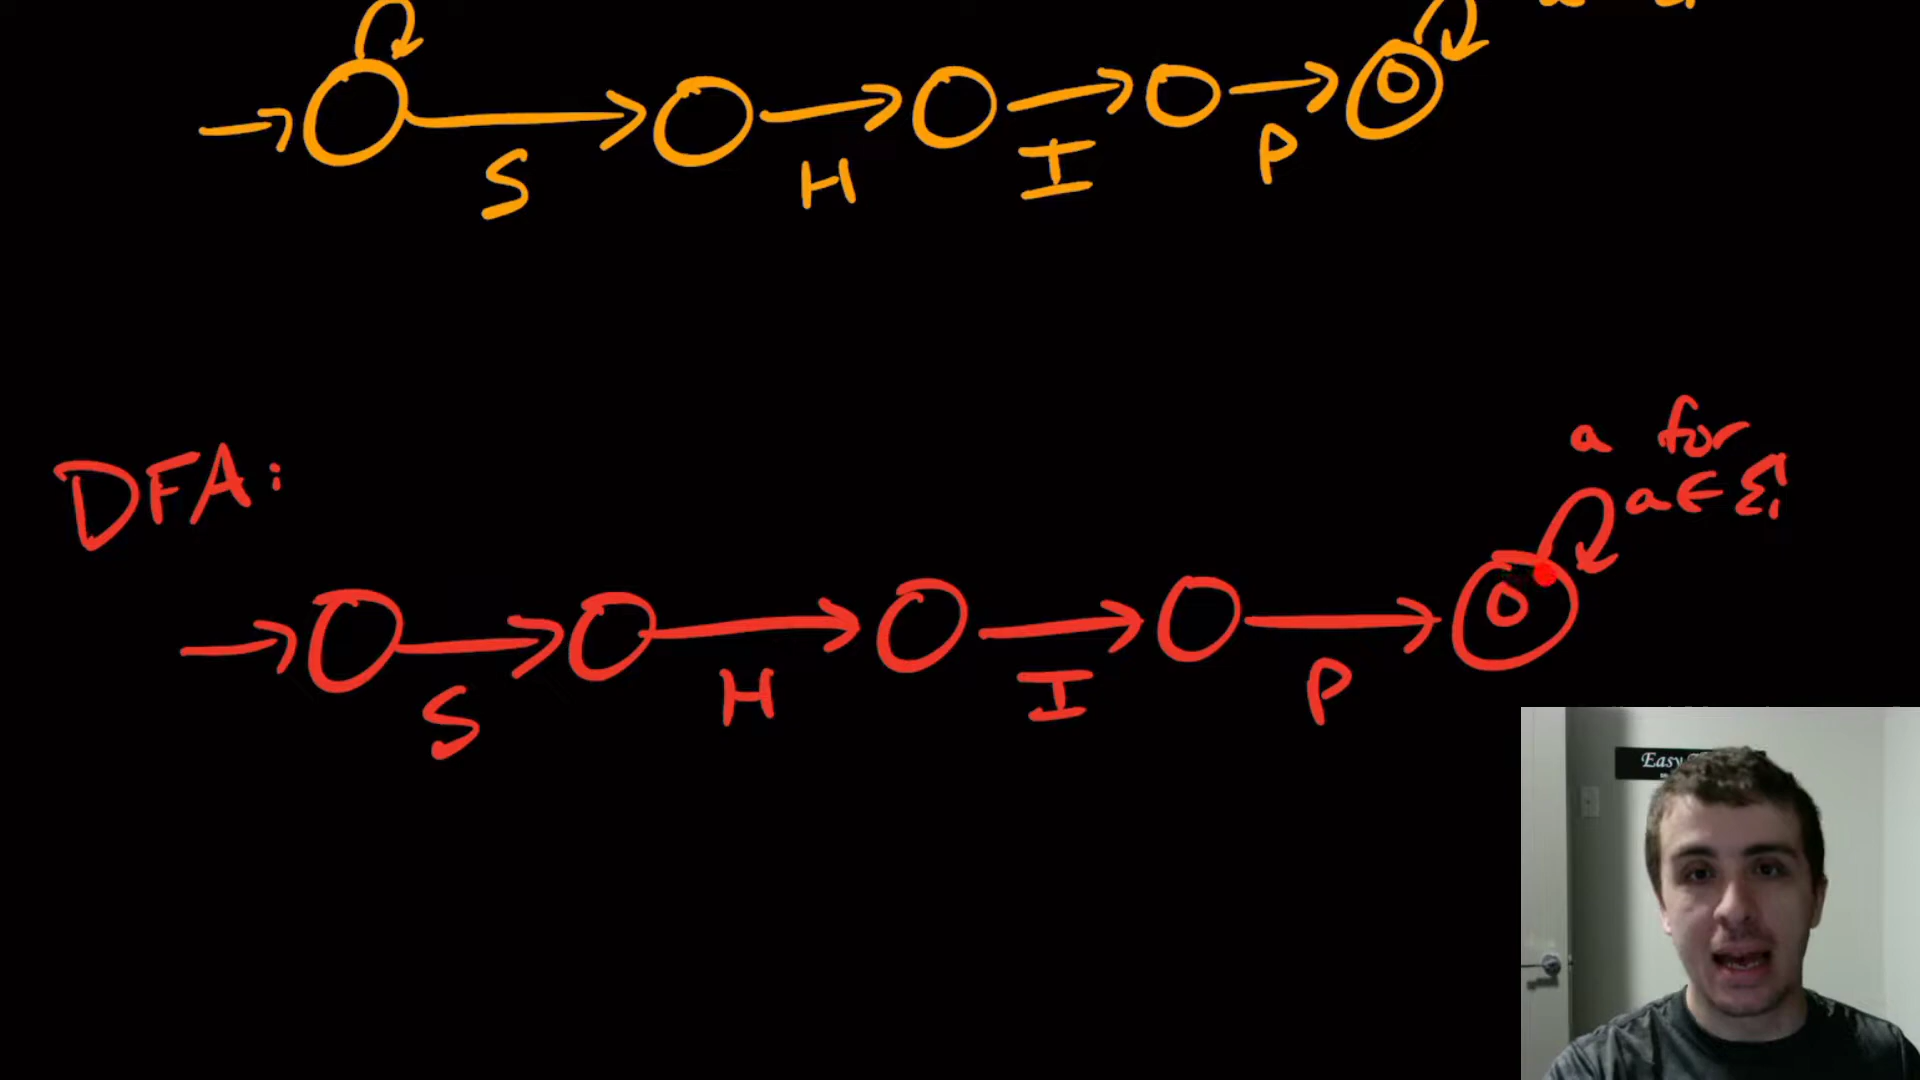 S H I P
DFA:
a for
a ∈ Σ
S H I P
Easy